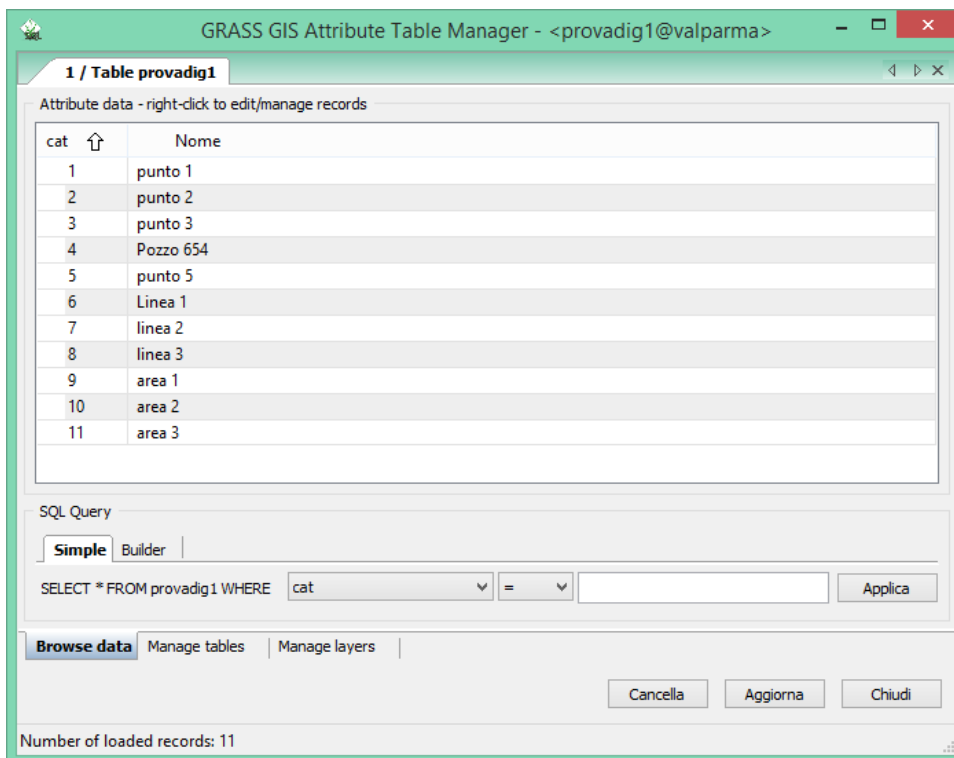 GRASS GIS Attribute Table Manager - <provadig1@valparma>
1 / Table provadig1
Attribute data - right-click to edit/manage records
cat Nome
1 punto 1
2 punto 2
3 punto 3
4 Pozzo 654
5 punto 5
6 Linea 1
7 linea 2
8 linea 3
9 area 1
10 area 2
11 area 3
SQL Query
Simple Builder
SELECT * FROM provadig1 WHERE cat = Applica
Browse data Manage tables Manage layers
Cancella Aggiorna Chiudi
Number of loaded records: 11